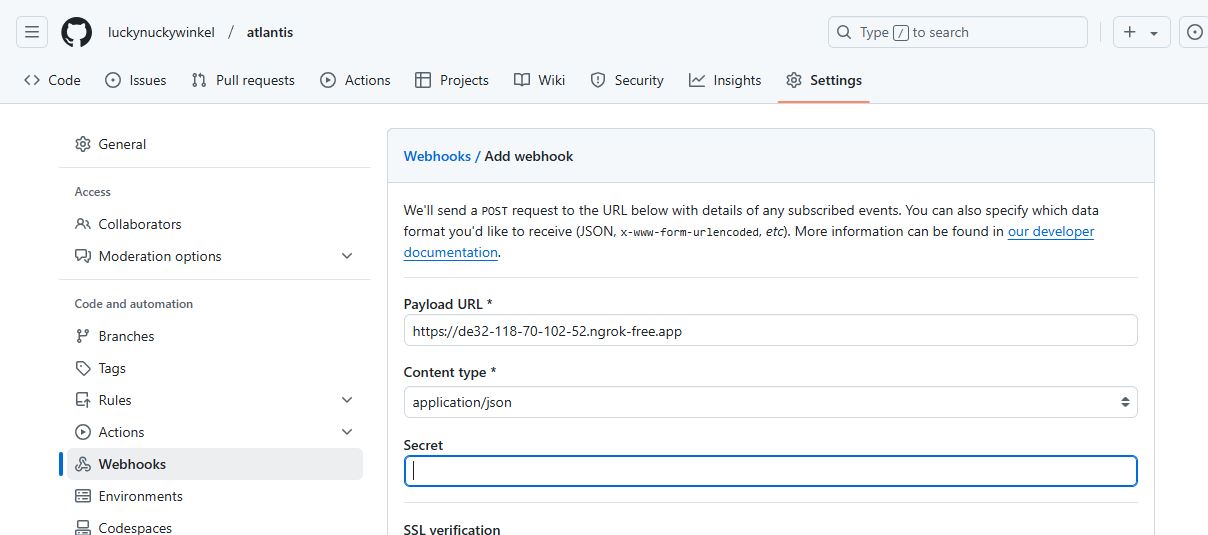 luckynuckywinkel / atlantis
Type / to search
Code
Issues
Pull requests
Actions
Projects
Wiki
Security
Insights
Settings
General
Access
Collaborators
Moderation options
Code and automation
Branches
Tags
Rules
Actions
Webhooks
Environments
Codespaces
Webhooks / Add webhook
We'll send a POST request to the URL below with details of any subscribed events. You can also specify which data
format you'd like to receive (JSON, x-www-form-urlencoded, etc). More information can be found in our developer
documentation.
Payload URL *
https://de32-118-70-102-52.ngrok-free.app
Content type *
application/json
Secret
SSL verification